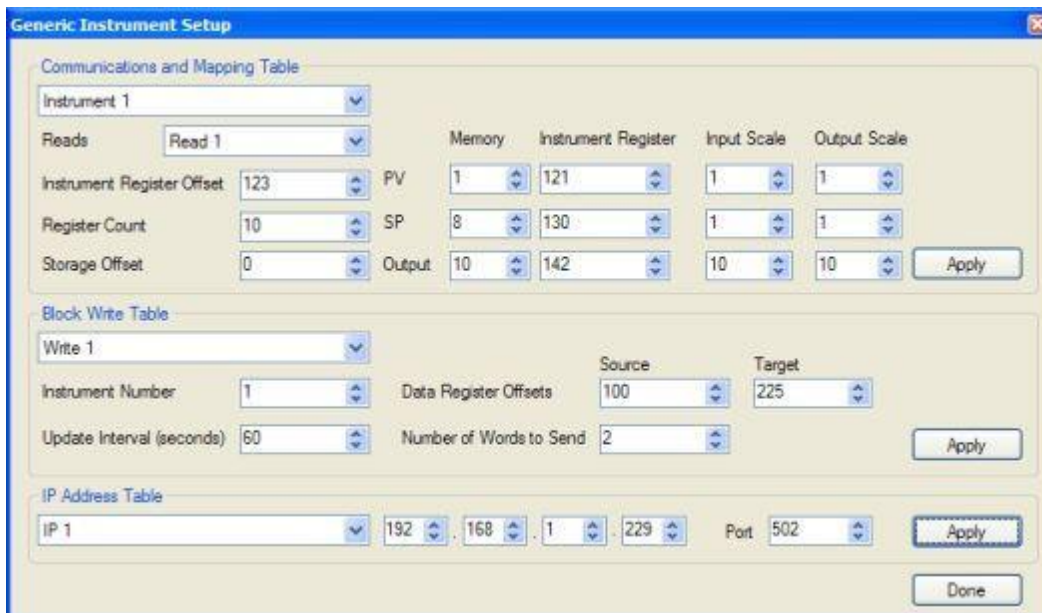 Generic Instrument Setup
Communications and Mapping Table
Instrument 1
Reads Read 1 Memory Instrument Register Input Scale Output Scale
Instrument Register Offset 123 PV 1 121 1 1
Register Count 10 SP 8 130 1 1
Storage Offset 0 Output 10 142 10 10 Apply
Block Write Table
Write 1
Source Target
Instrument Number 1 Data Register Offsets 100 225
Update Interval (seconds) 60 Number of Words to Send 2 Apply
IP Address Table
IP 1 192 . 168 . 1 . 229 Port 502 Apply
Done